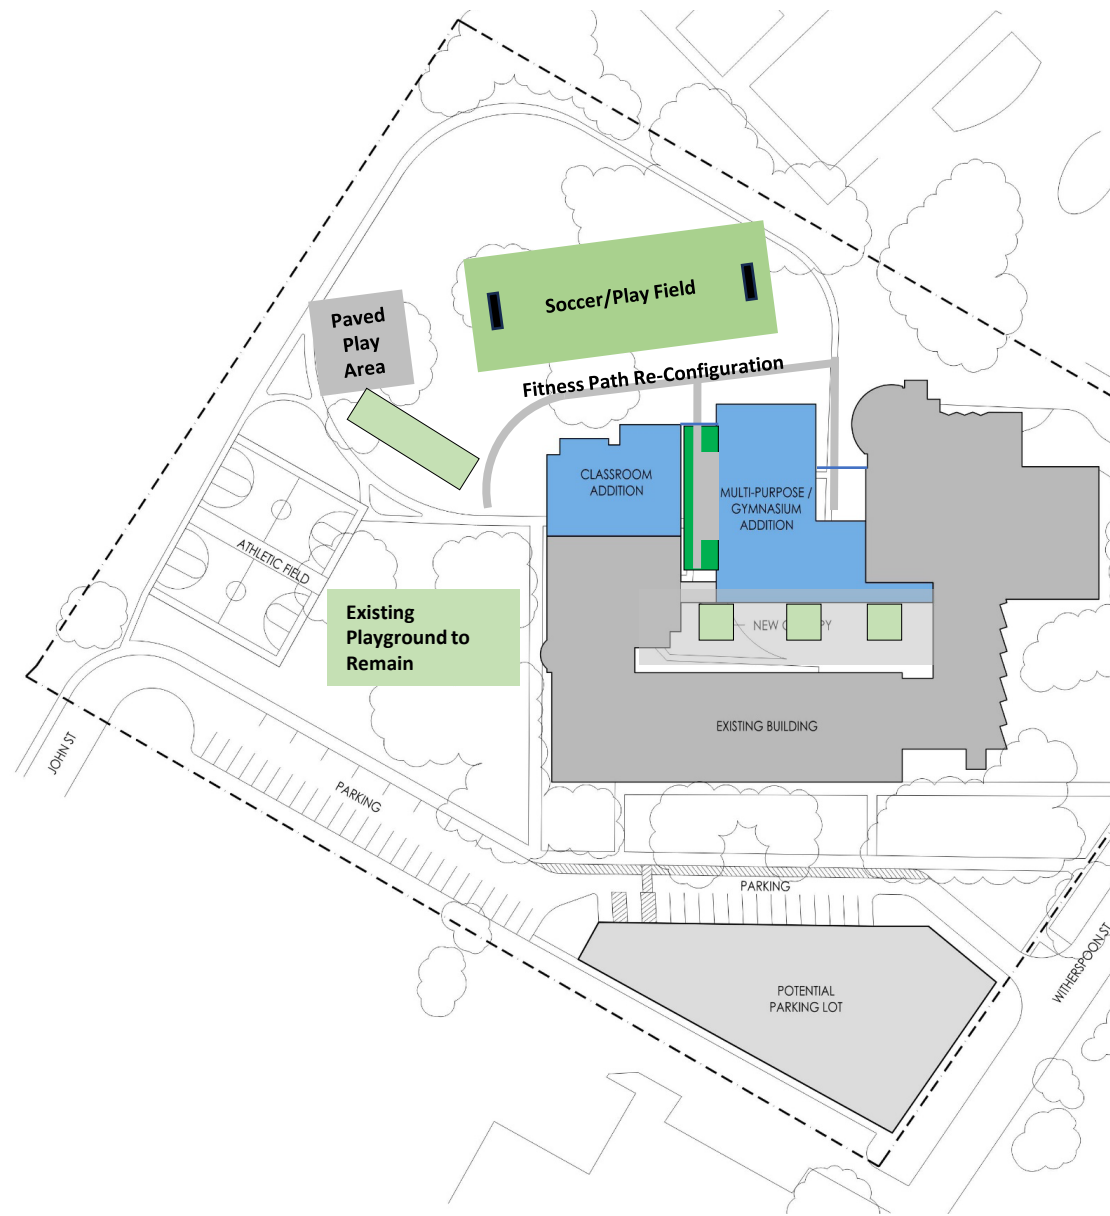 Soccer/Play Field
Paved
Play
Area
Fitness Path Re-Configuration
CLASSROOM
ADDITION
MULTI-PURPOSE /
GYMNASIUM
ADDITION
ATHLETIC FIELD
Existing
Playground to
Remain
NEW
EXISTING BUILDING
JOHN ST
PARKING
PARKING
WITHERSPOON ST
POTENTIAL
PARKING LOT